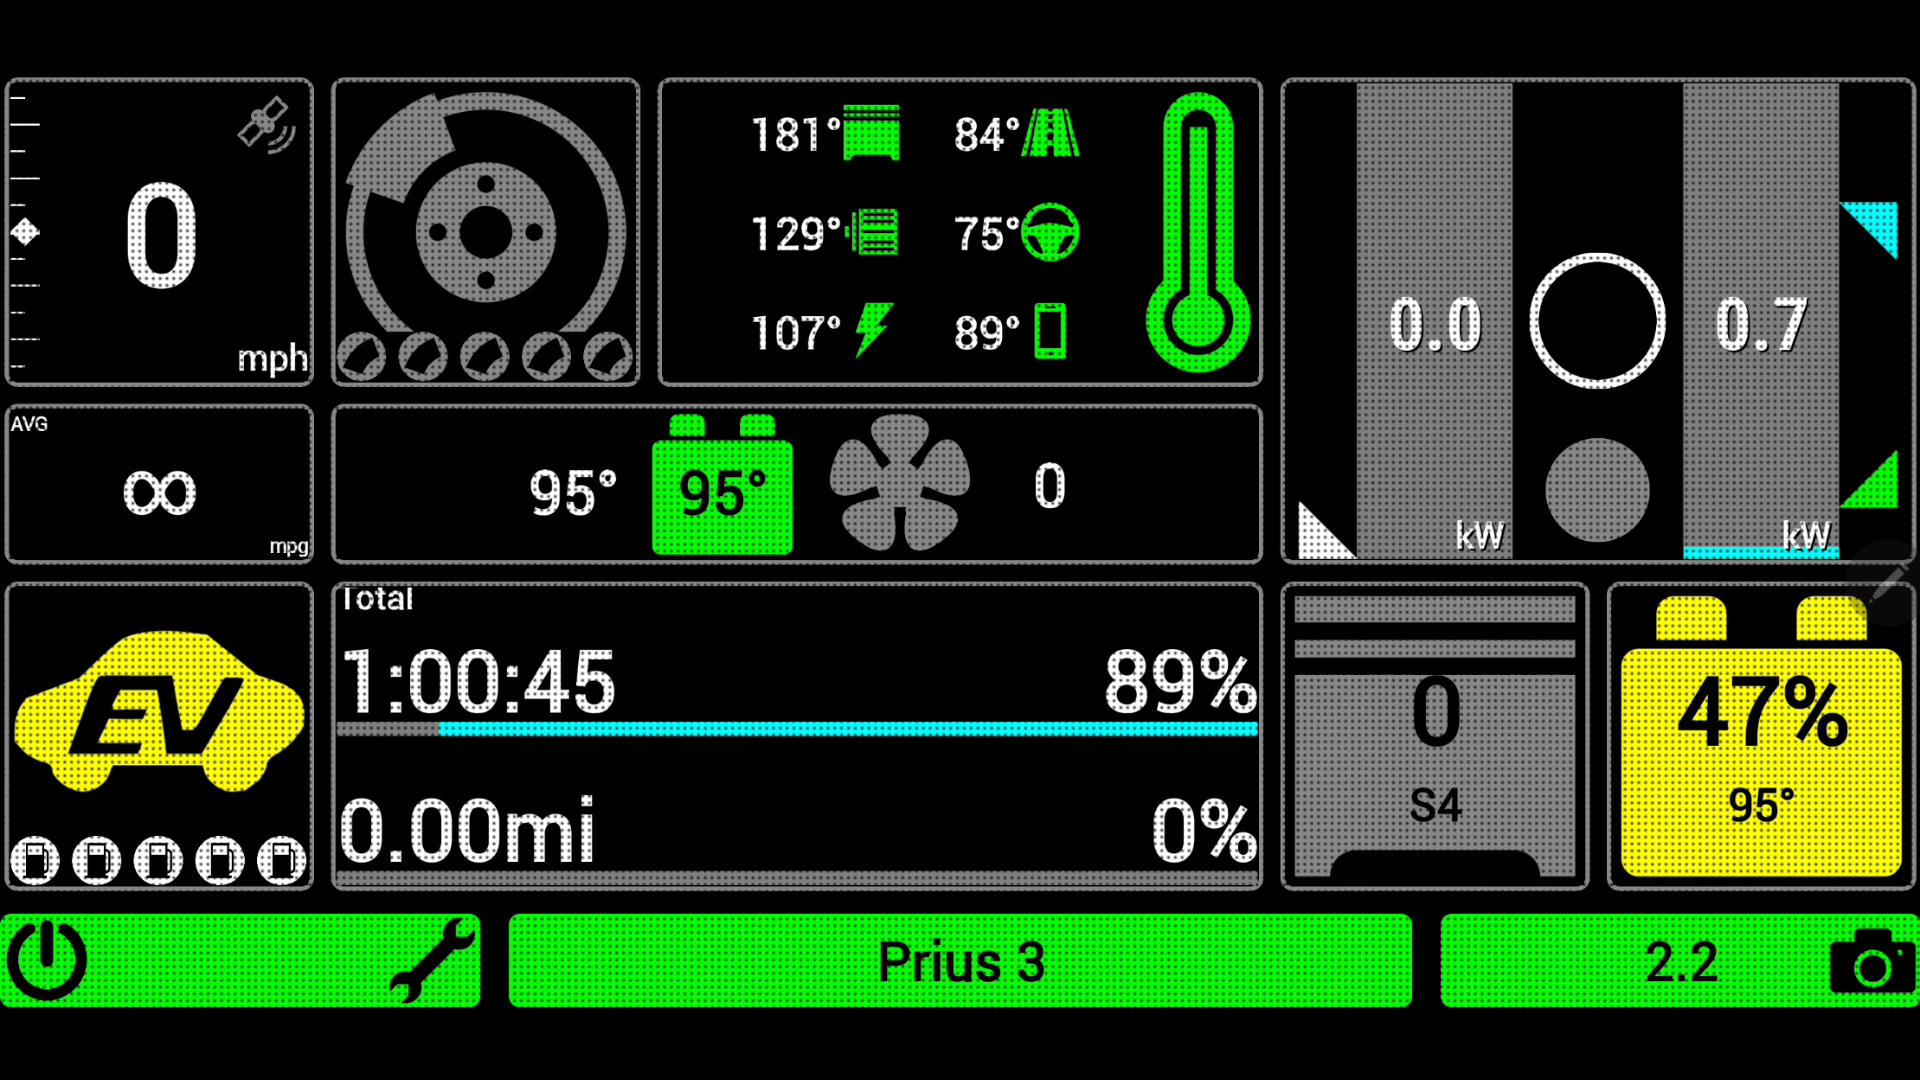 0
mph
181° 84°
129° 75°
107° 89°
0.0 0.7
kW kW
AVG
∞
mpg
95° 95° 0
EV
Total
1:00:45 89%
0.00mi 0%
0
S4
47%
95°
Prius 3
2.2